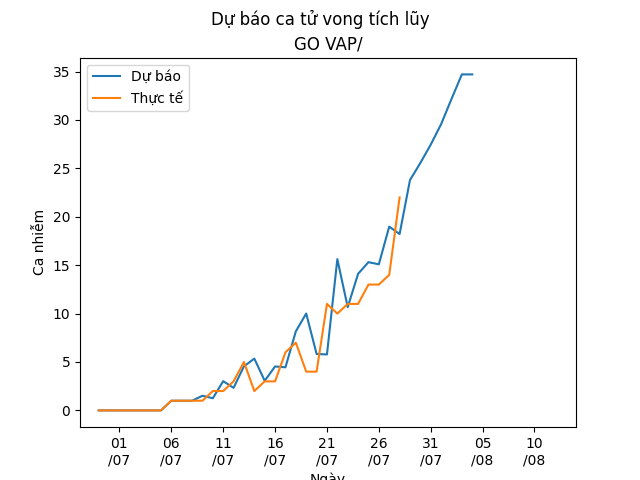 Dự báo ca tử vong tích lũy
GO VAP/
Dự báo
Thực tế
Ca nhiễm
35
30
25
20
15
10
5
0
01 06 11 16 21 26 31 05 10
/07 /07 /07 /07 /07 /07 /07 /08 /08
Ngày